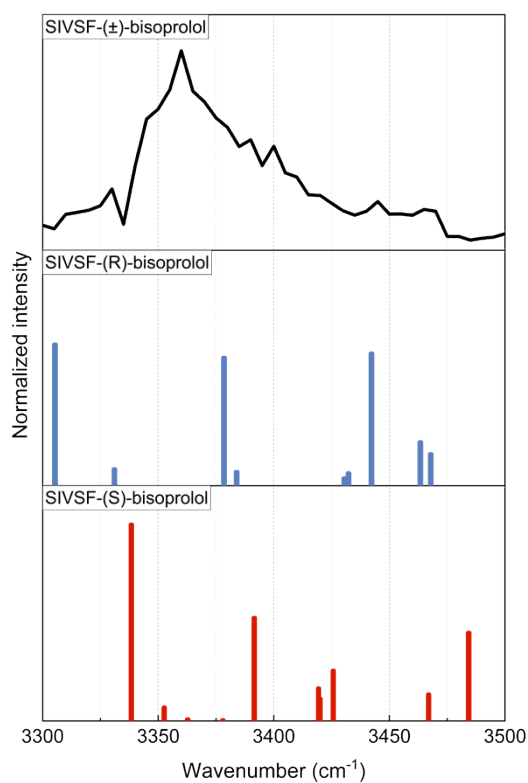 SIVSF-(±)-bisoprolol
SIVSF-(R)-bisoprolol
SIVSF-(S)-bisoprolol
Normalized intensity
3300 3350 3400 3450 3500
Wavenumber (cm⁻¹)